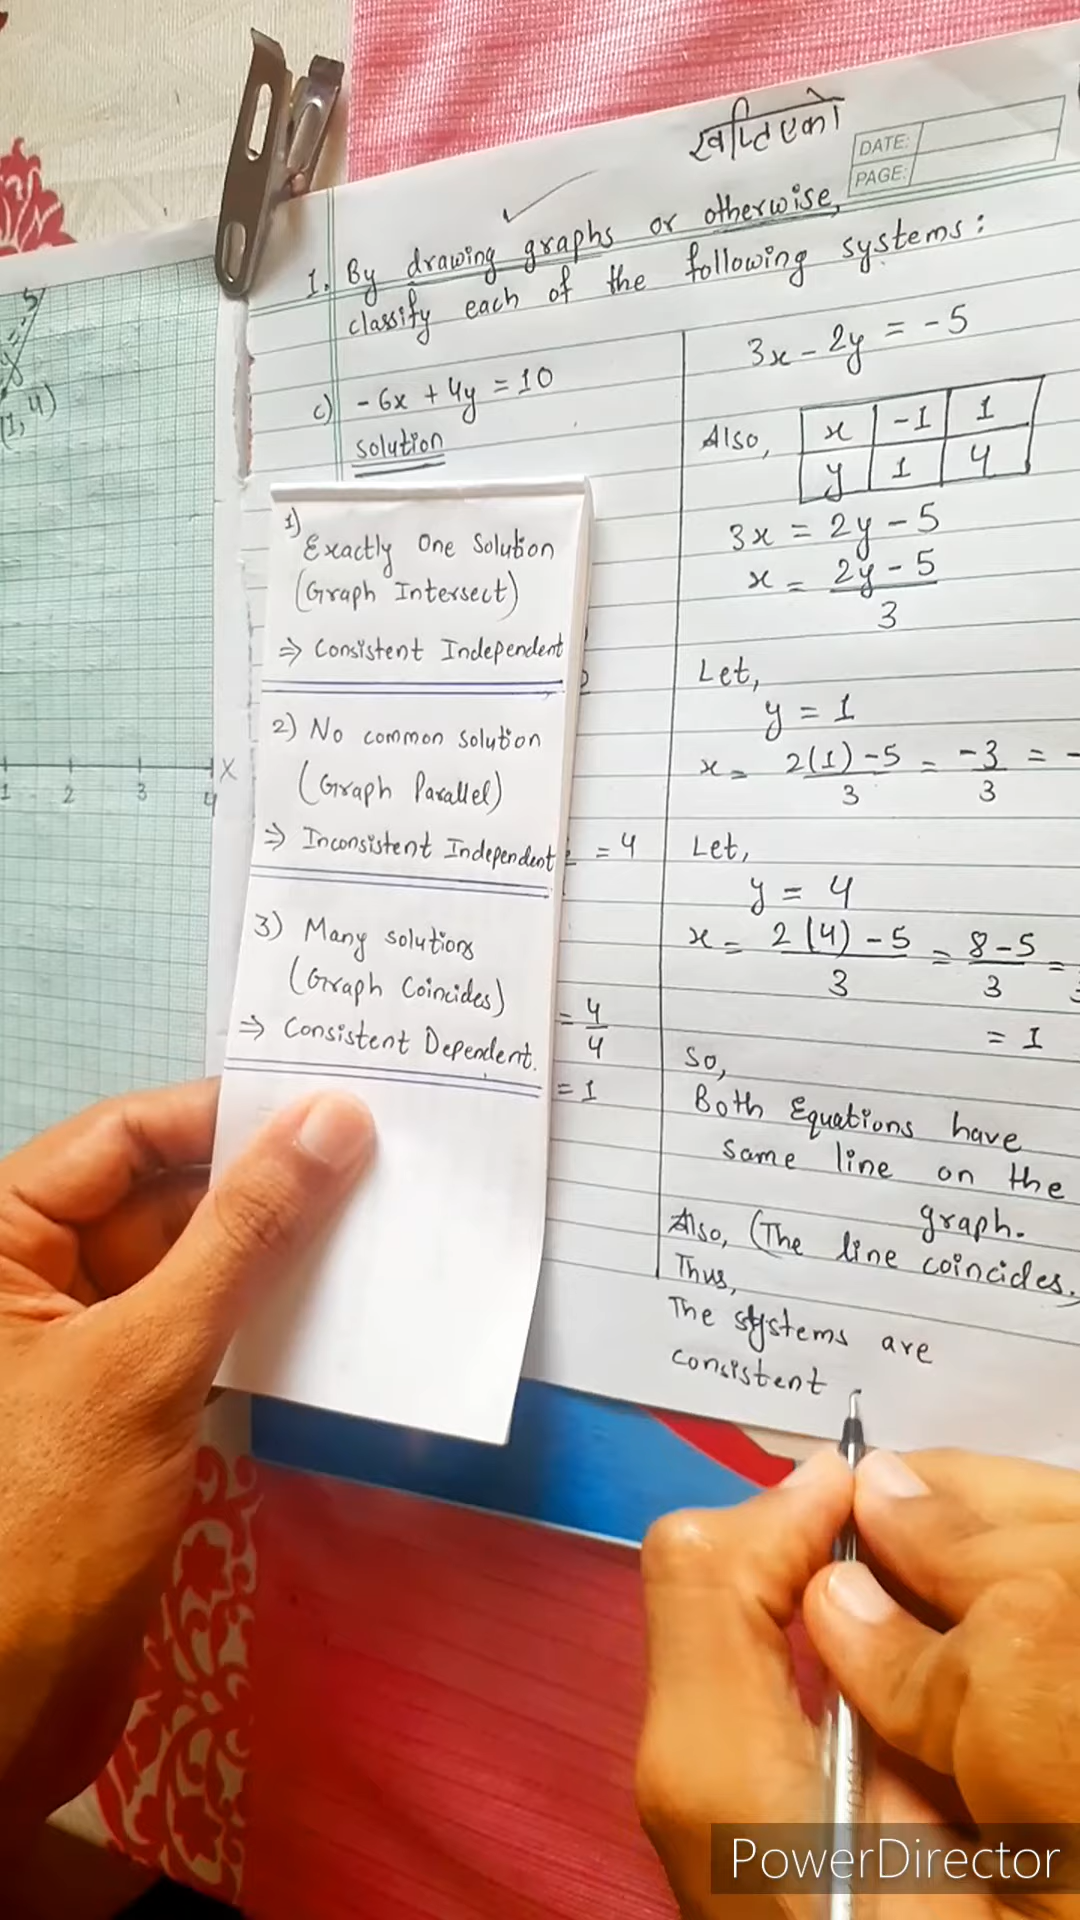 DATE:
PAGE:
1. By drawing graphs or otherwise,
classify each of the following systems:
c) -6x + 4y = 10
solution
1)
Exactly One Solution
(Graph Intersect)
⇒ Consistent Independent
2) No common solution
(Graph Parallel)
⇒ Inconsistent Independent
3) Many solutions
(Graph Coincides)
⇒ Consistent Dependent.
= 4
= 4/4
= 1
3x - 2y = -5
Also,
x -1 1
y 1 4
3x = 2y - 5
x = 2y - 5 / 3
Let,
y = 1
x = 2(1) - 5 / 3 = -3/3 = -
Let,
y = 4
x = 2(4) - 5 / 3 = 8-5 / 3 =
= 1
So,
Both Equations have
same line on the
graph.
Also, (The line coincides.)
Thus,
The systems are
consistent
4)
X
1 2 3 4
PowerDirector